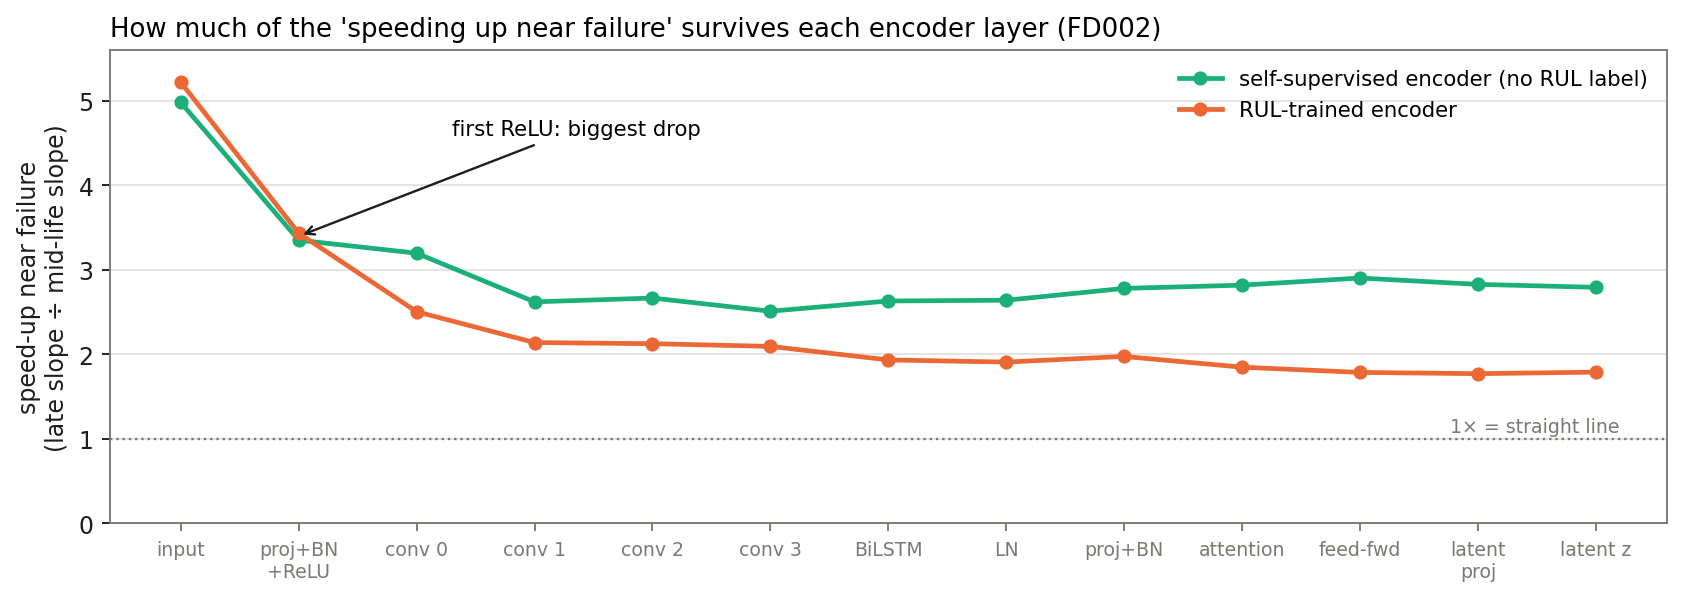 How much of the 'speeding up near failure' survives each encoder layer (FD002)
speed-up near failure
(late slope ÷ mid-life slope)
5
4
3
2
1
0
self-supervised encoder (no RUL label)
RUL-trained encoder
first ReLU: biggest drop
1× = straight line
input
proj+BN
+ReLU
conv 0
conv 1
conv 2
conv 3
BiLSTM
LN
proj+BN
attention
feed-fwd
latent
proj
latent z